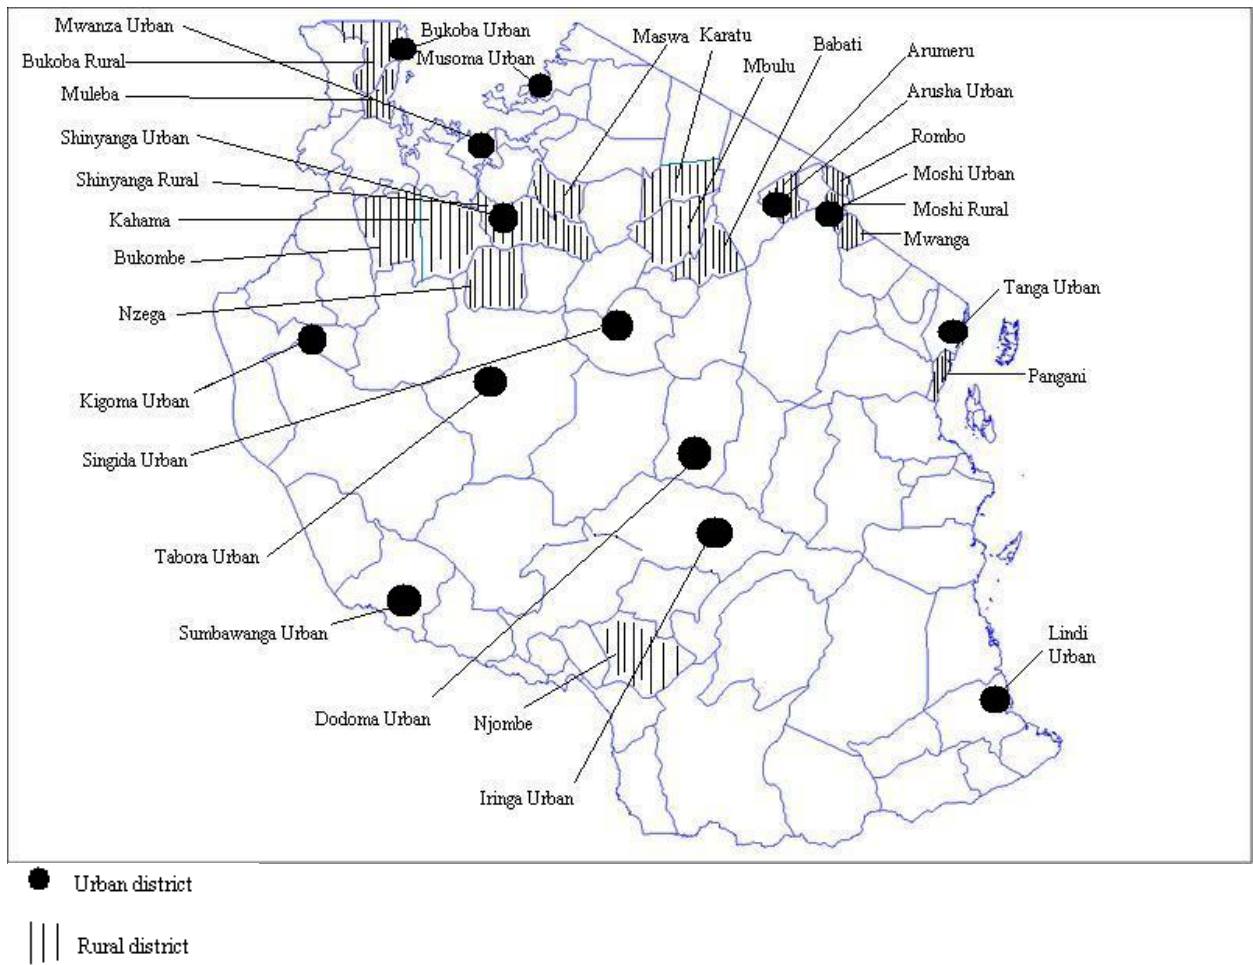 Mwanza Urban
Bukoba Urban
Maswa
Karatu
Babati
Arumeru
Bukoba Rural
Musoma Urban
Mbulu
Muleba
Arusha Urban
Shinyanga Urban
Rombo
Shinyanga Rural
Moshi Urban
Kahama
Moshi Rural
Mwanga
Bukombe
Tanga Urban
Nzega
Pangani
Kigoma Urban
Singida Urban
Tabora Urban
Sumbawanga Urban
Lindi
Urban
Dodoma Urban
Njombe
Iringa Urban
Urban district
Rural district